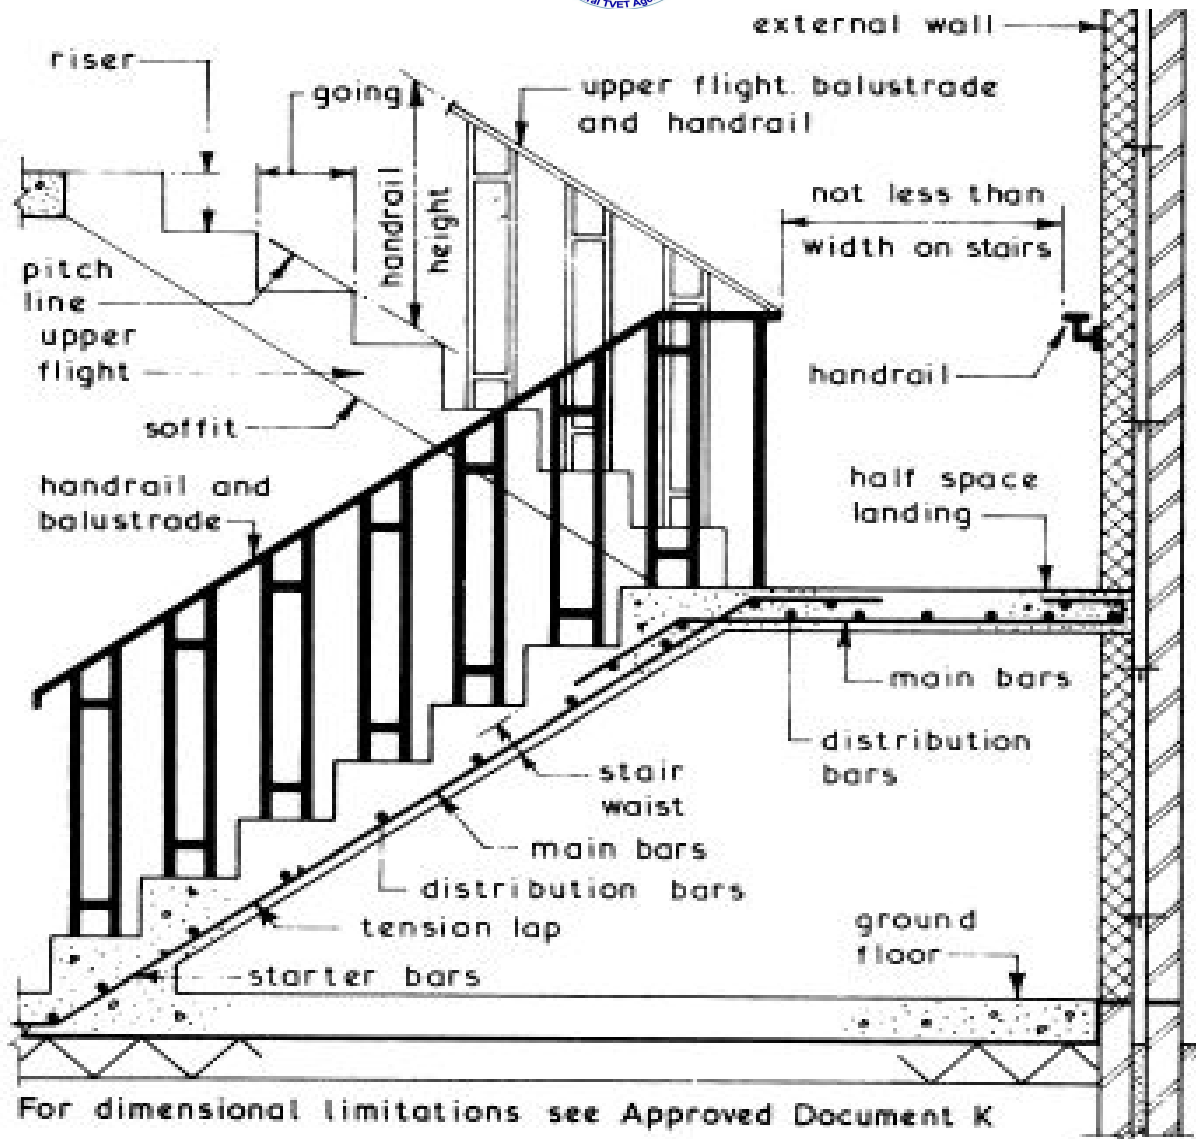 TVET Age
external wall
riser
going
upper flight balustrade
and handrail
handrail
height
not less than
width on stairs
pitch
line
upper
flight
handrail
soffit
handrail and
balustrade
half space
landing
main bars
distribution
bars
stair
waist
main bars
distribution bars
tension lap
ground
floor
starter bars
For dimensional limitations see Approved Document K